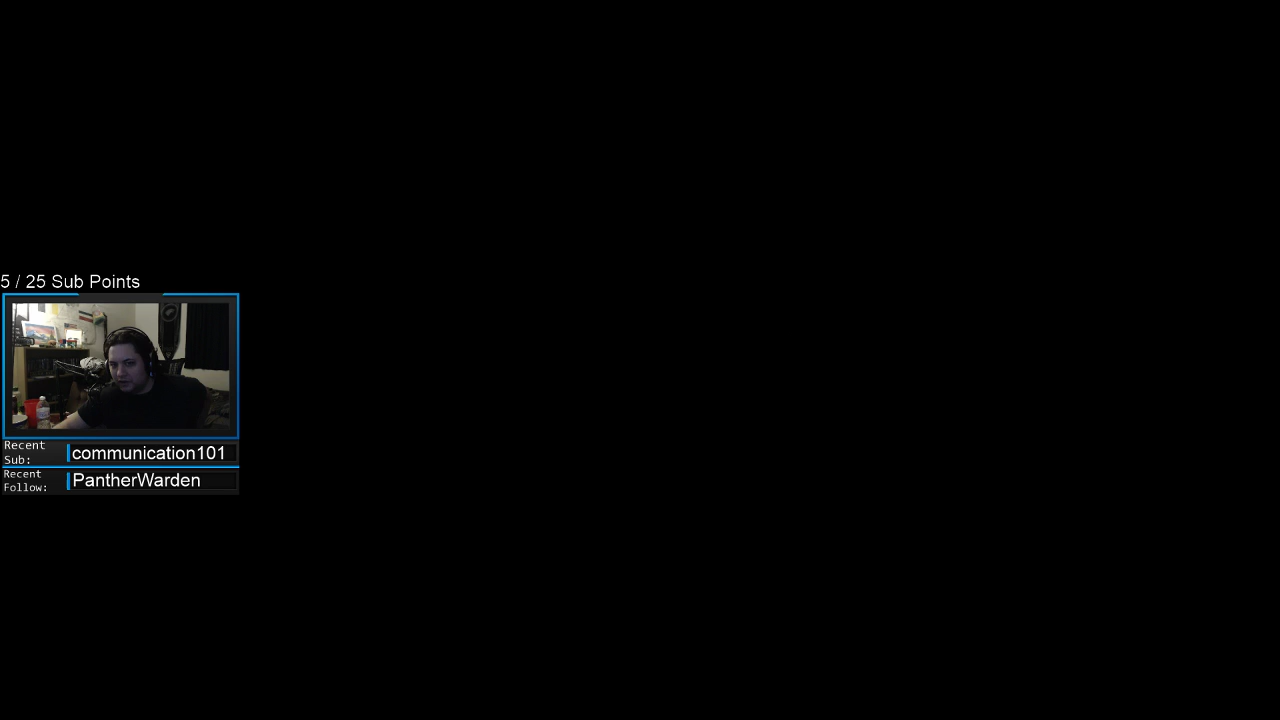 5 / 25 Sub Points
Recent
Sub:
communication101
Recent
Follow:
PantherWarden